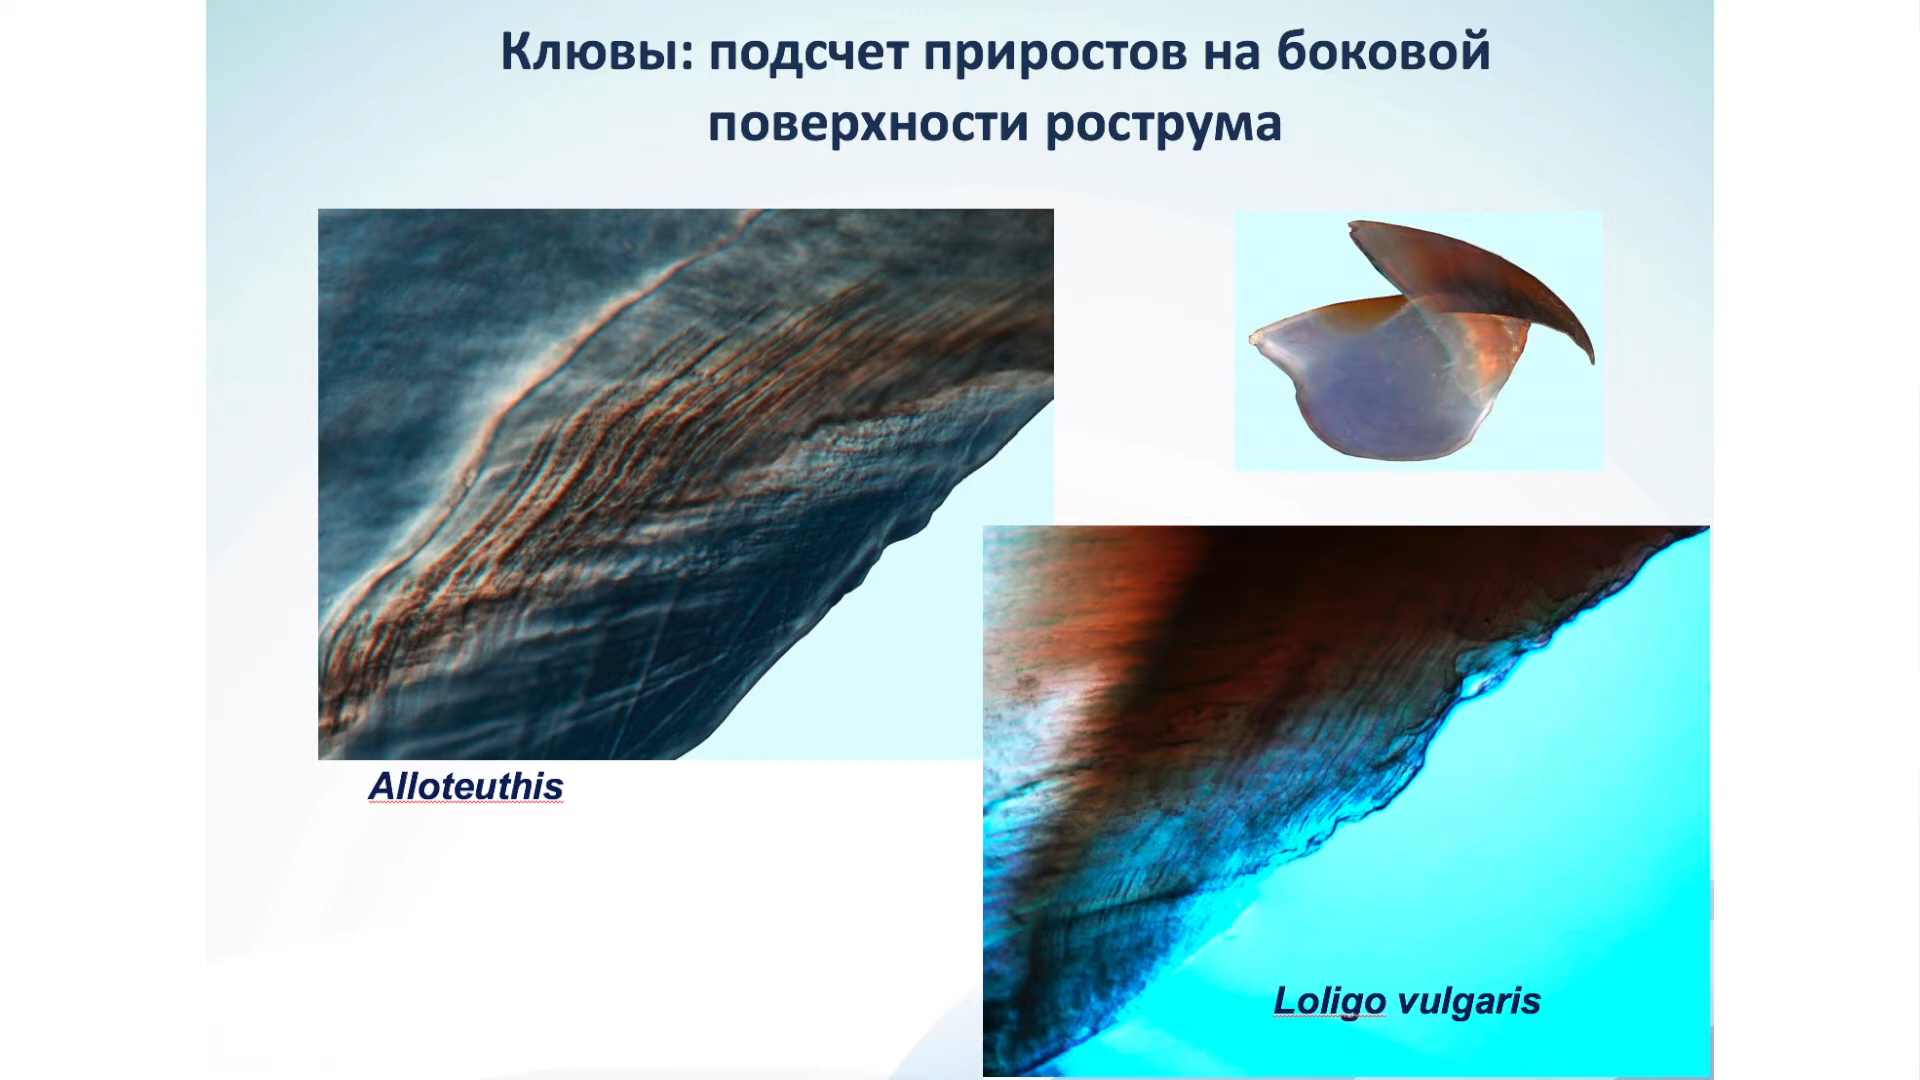 Клювы: подсчет приростов на боковой
поверхности рострума
Alloteuthis
Loligo vulgaris